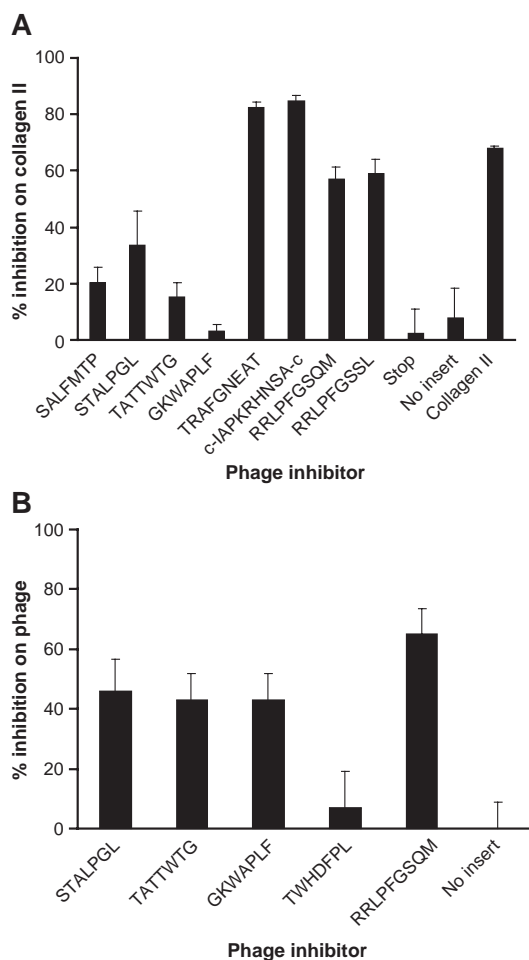 A
% inhibition on collagen II
100
80
60
40
20
0
SALFMTP
STALPGL
TATTWTG
GKWAPLF
TRAFGNEAT
c-IAPKRHNSA-c
RRLPFGSQM
RRLPFGSSL
Stop
No insert
Collagen II
Phage inhibitor
B
% inhibition on phage
100
80
60
40
20
0
STALPGL
TATTWTG
GKWAPLF
TWHDFPL
RRLPFGSQM
No insert
Phage inhibitor